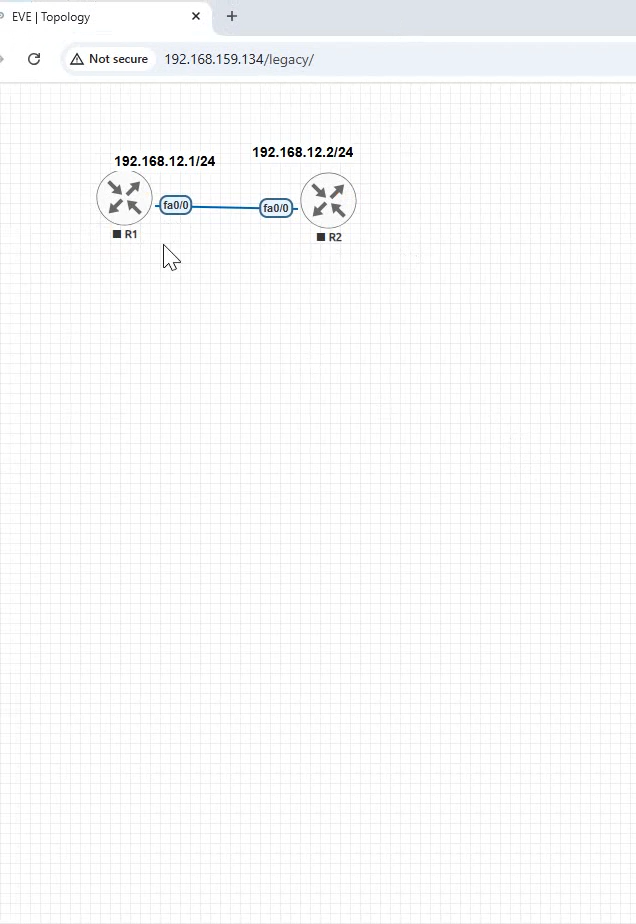 EVE | Topology
Not secure
192.168.159.134/legacy/
192.168.12.1/24
192.168.12.2/24
fa0/0
fa0/0
R1
R2